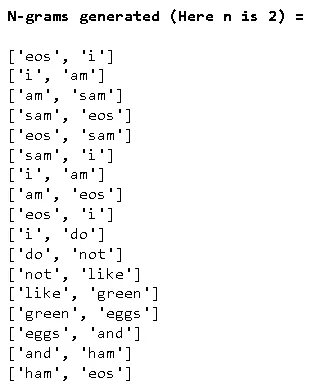 N-grams generated (Here n is 2) =
['eos', 'i']
['i', 'am']
['am', 'sam']
['sam', 'eos']
['eos', 'sam']
['sam', 'i']
['i', 'am']
['am', 'eos']
['eos', 'i']
['i', 'do']
['do', 'not']
['not', 'like']
['like', 'green']
['green', 'eggs']
['eggs', 'and']
['and', 'ham']
['ham', 'eos']